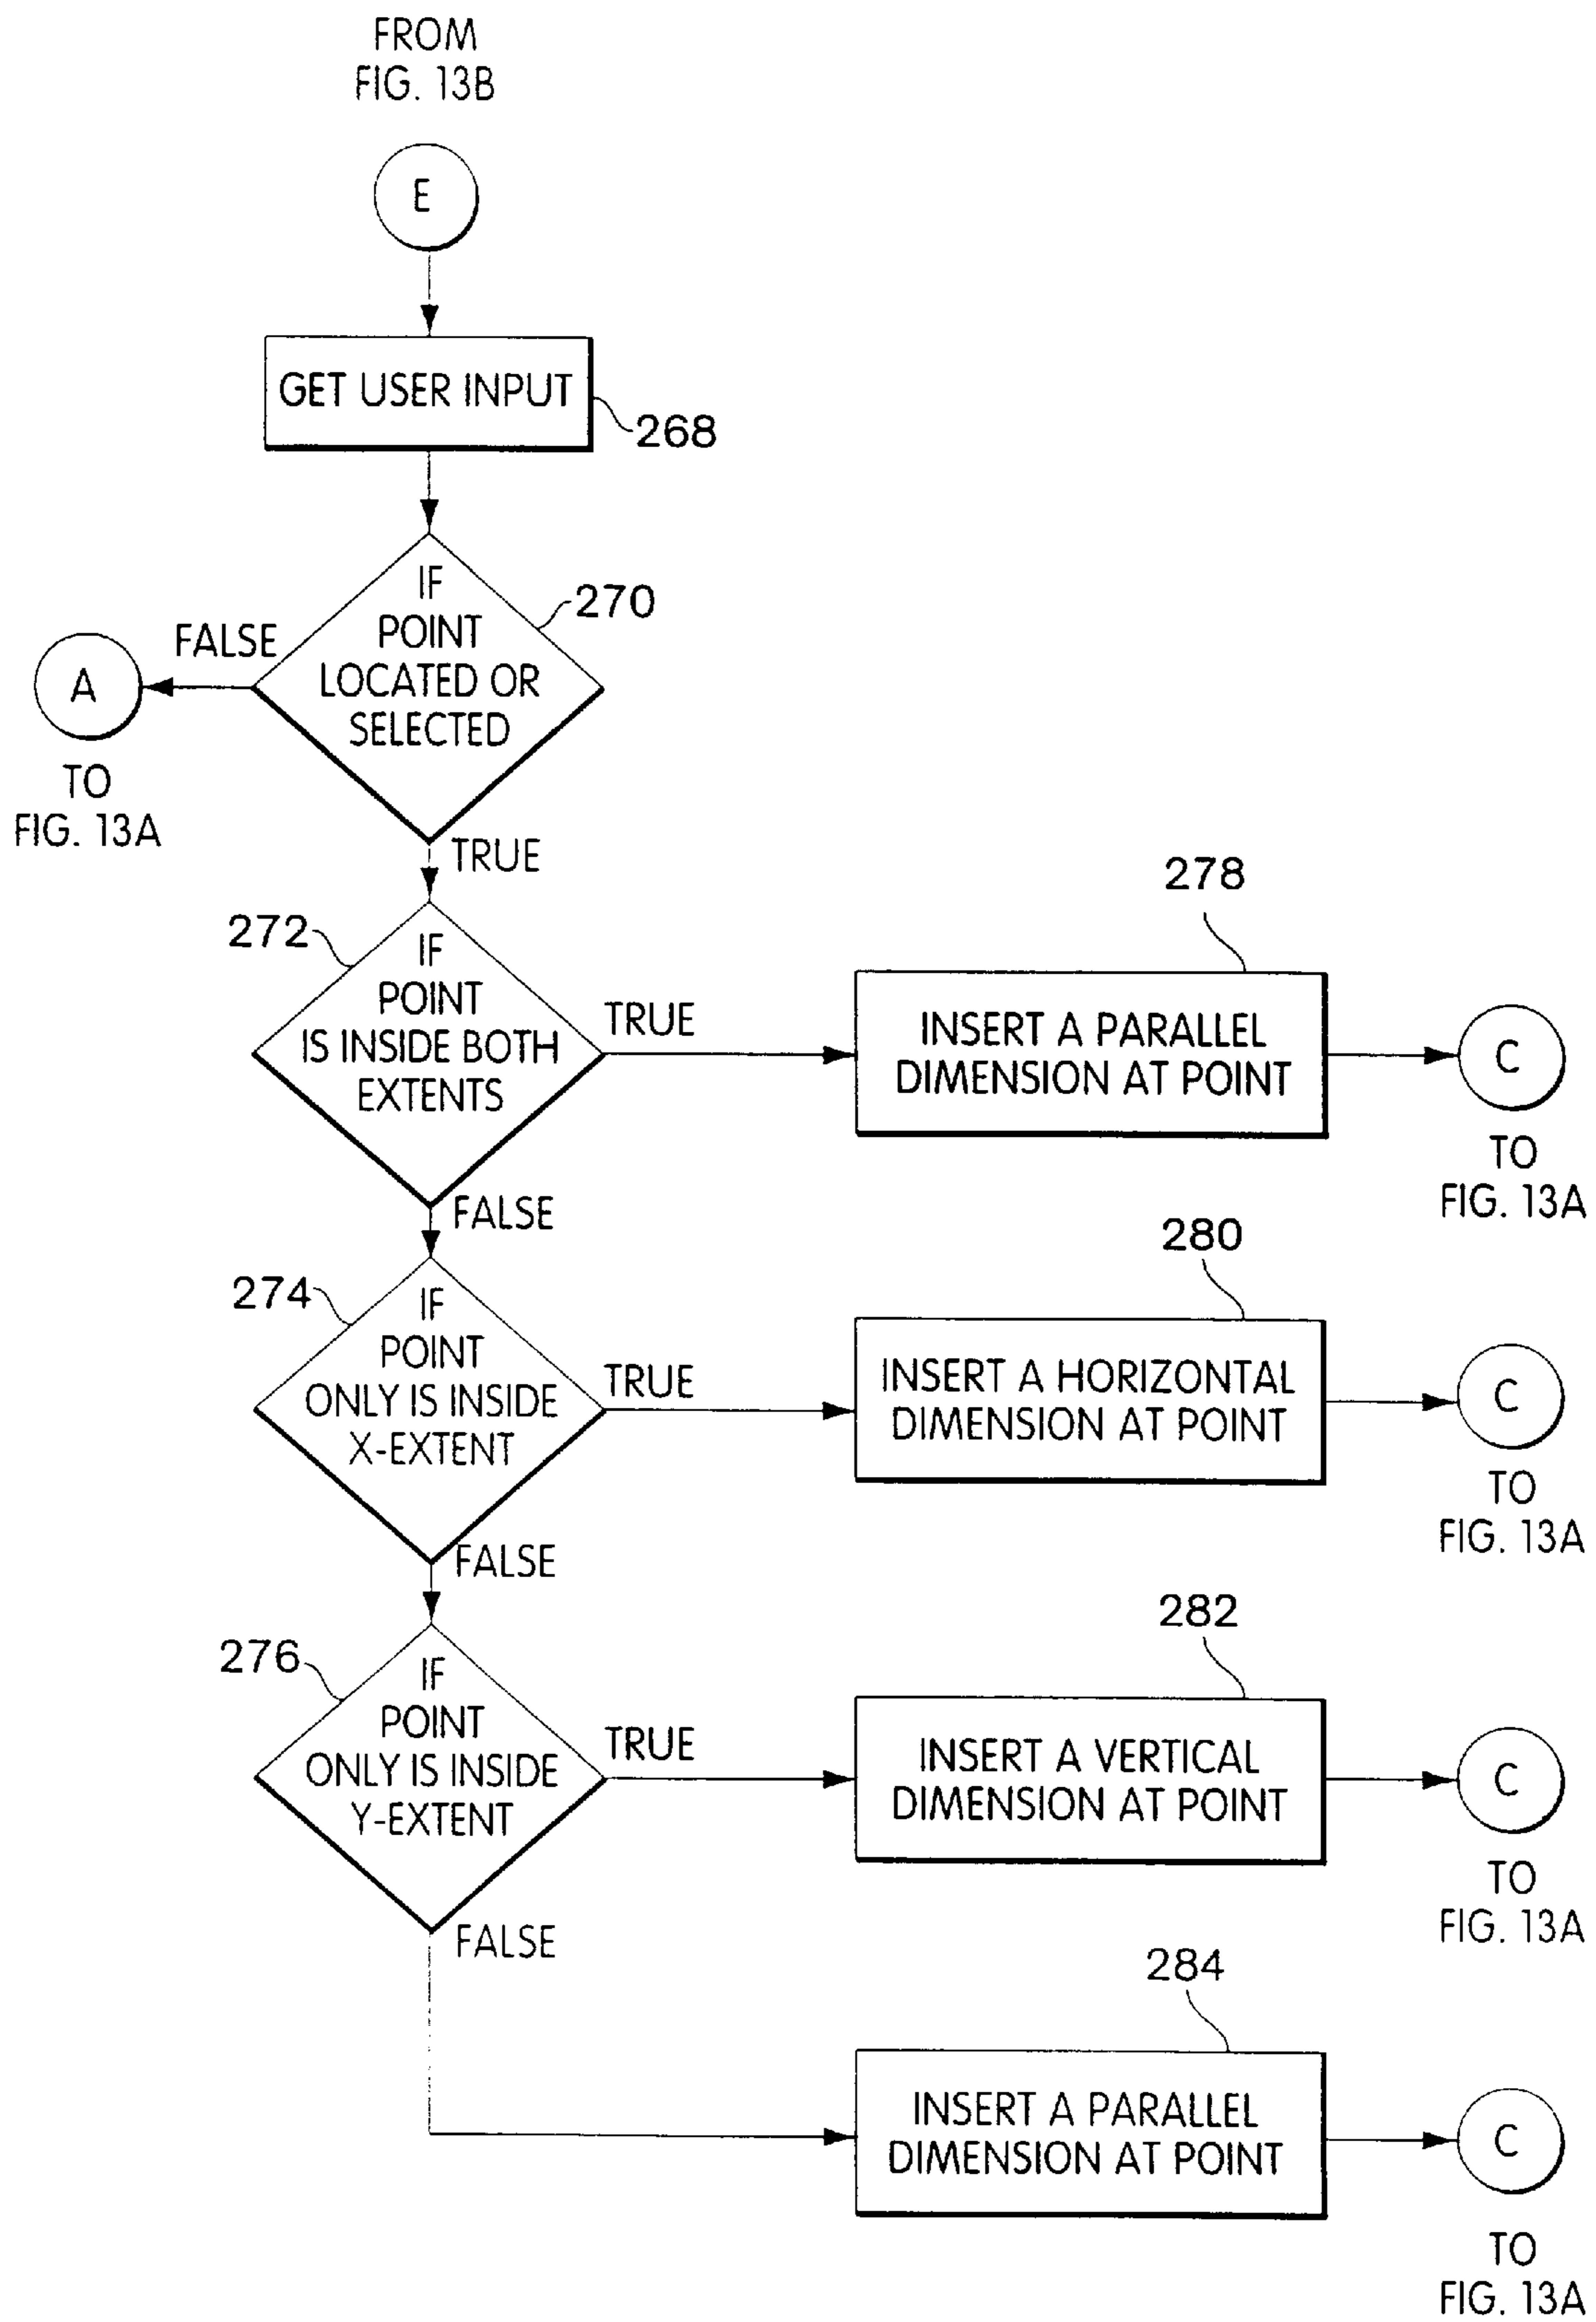 FROM
FIG. 13B
E
GET USER INPUT
268
IF
POINT
LOCATED OR
SELECTED
270
FALSE
A
TO
FIG. 13A
TRUE
272
IF
POINT
IS INSIDE BOTH
EXTENTS
TRUE
278
INSERT A PARALLEL
DIMENSION AT POINT
C
TO
FIG. 13A
FALSE
274
IF
POINT
ONLY IS INSIDE
X-EXTENT
TRUE
280
INSERT A HORIZONTAL
DIMENSION AT POINT
C
TO
FIG. 13A
FALSE
276
IF
POINT
ONLY IS INSIDE
Y-EXTENT
TRUE
282
INSERT A VERTICAL
DIMENSION AT POINT
C
TO
FIG. 13A
FALSE
284
INSERT A PARALLEL
DIMENSION AT POINT
C
TO
FIG. 13A